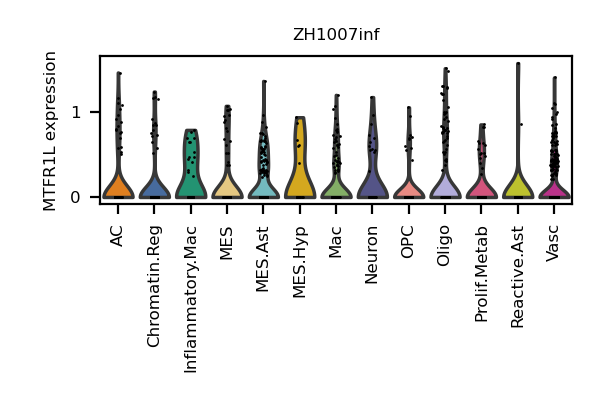 ZH1007inf
MTFR1L expression
1
0
AC
Chromatin.Reg
Inflammatory.Mac
MES
MES.Ast
MES.Hyp
Mac
Neuron
OPC
Oligo
Prolif.Metab
Reactive.Ast
Vasc